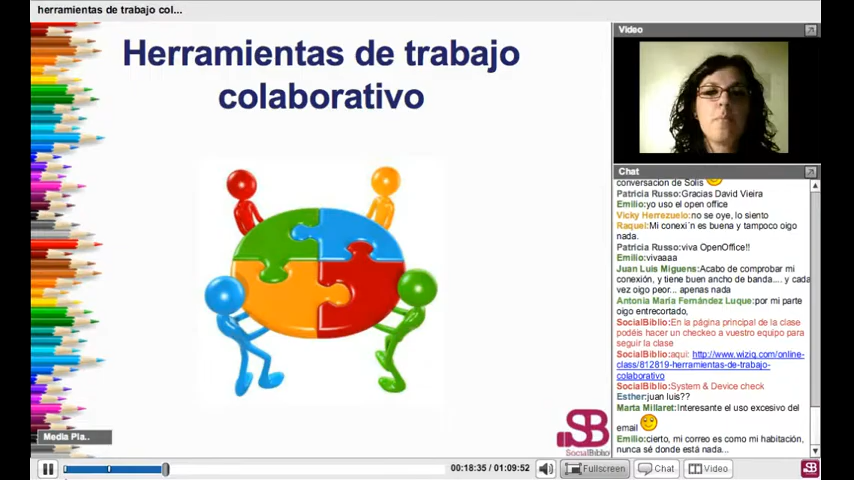 herramientas de trabajo col...
Herramientas de trabajo
colaborativo
SocialBiblio
Media Pla..
00:18:35 / 01:09:52
Fullscreen
Chat
Video
Video
Chat
conversación de Solis
Patricia Russo:Gracias David Vieira
Emilio:yo uso el open office
Vicky Herrezuelo:no se oye, lo siento
Raquel:Mi conexi´n es buena y tampoco oigo
nada.
Patricia Russo:viva OpenOffice!!
Emilio:vivaaaa
Juan Luis Miguens:Acabo de comprobar mi
conexión, y tiene buen ancho de banda.... y cada
vez oigo peor... apenas nada
Antonia María Fernández Luque:por mi parte
oigo entrecortado,
SocialBiblio:En la página principal de la clase
podéis hacer un checkeo a vuestro equipo para
seguir la clase
SocialBiblio:aquí: http://www.wiziq.com/online-
class/812819-herramientas-de-trabajo-
colaborativo
SocialBiblio:System & Device check
Esther:juan luis??
Marta Millaret:Interesante el uso excesivo del
email
Emilio:cierto, mi correo es como mi habitación,
nunca sé donde está nada...